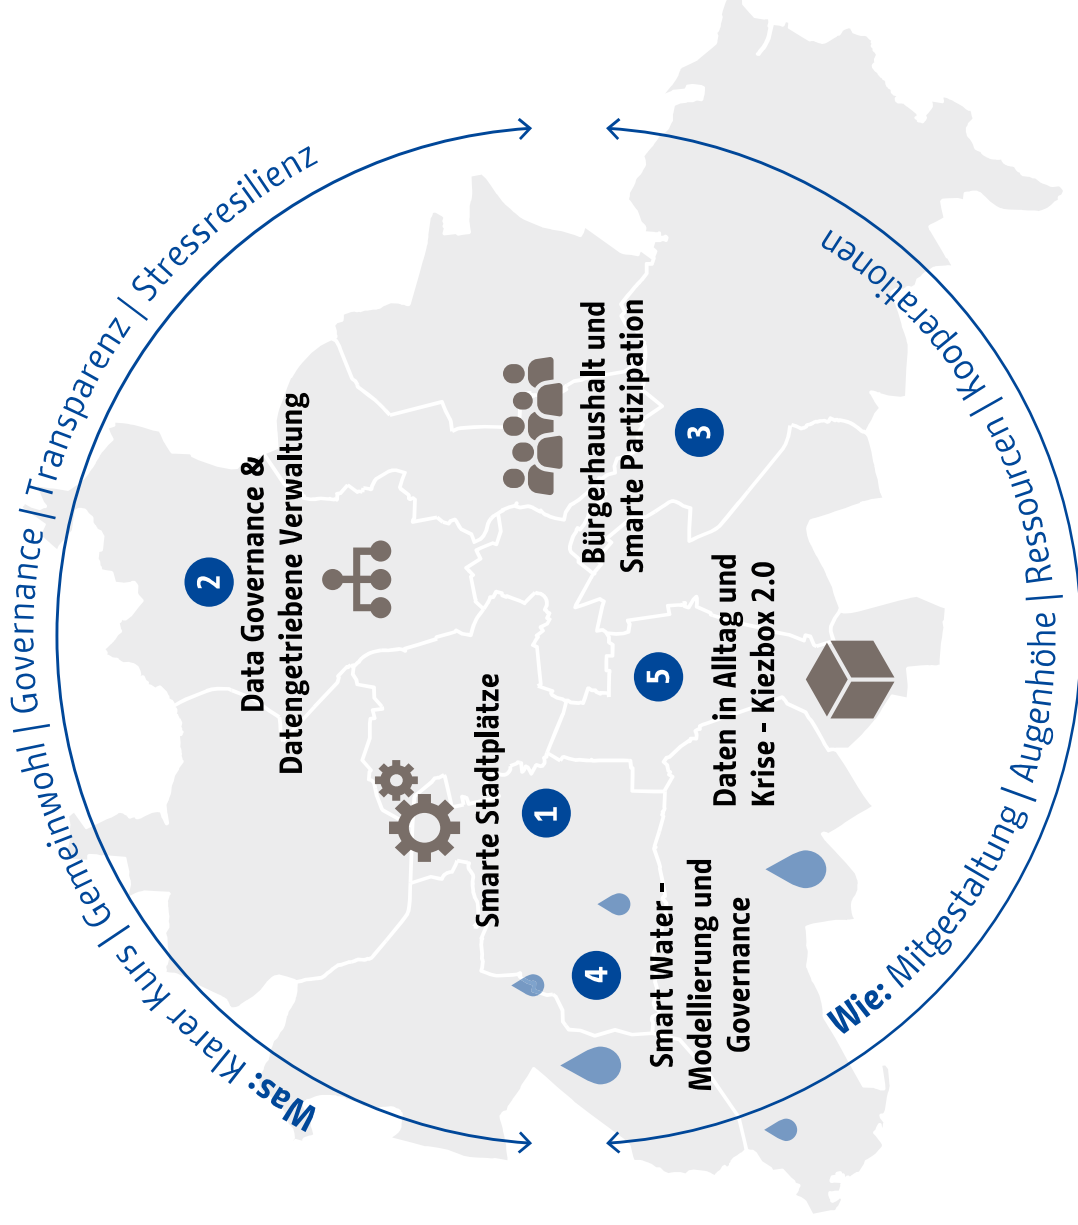 Was: Klarer Kurs | Gemeinwohl | Governance | Transparenz | Stressresilienz
2
Data Governance &
Datengetriebene Verwaltung
Smarte Stadtplätze
1
Bürgerhaushalt und
Smarte Partizipation
3
4
Smart Water -
Modellierung und
Governance
5
Daten in Alltag und
Krise - Kiezbox 2.0
Wie: Mitgestaltung | Augenhöhe | Ressourcen | Kooperationen